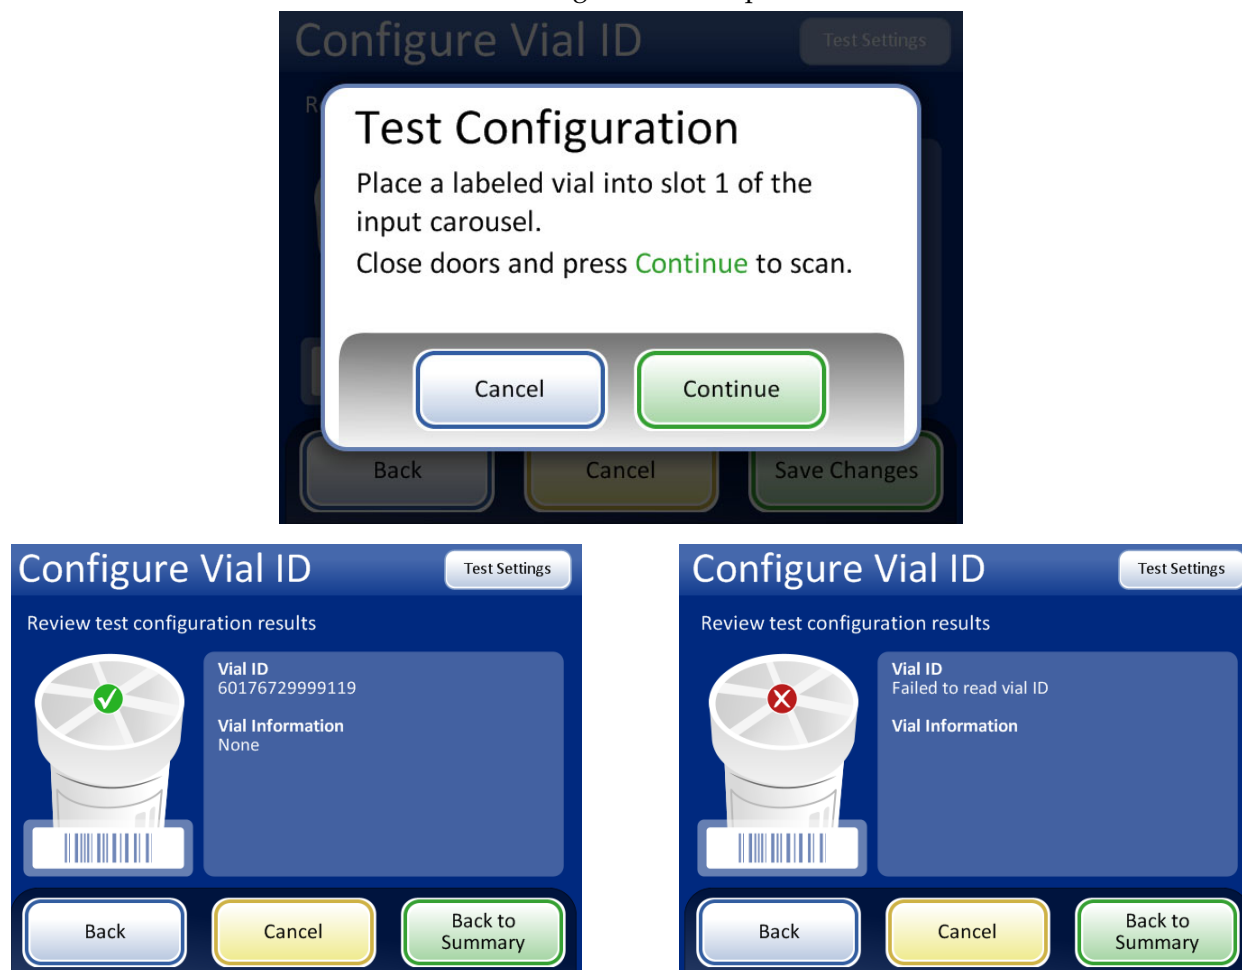 Configure Vial ID
Test Settings
R
Test Configuration
Place a labeled vial into slot 1 of the
input carousel.
Close doors and press Continue to scan.
Cancel
Continue
Back
Cancel
Save Changes
Configure Vial ID
Test Settings
Review test configuration results
Vial ID
60176729999119
Vial Information
None
Back
Cancel
Back to
Summary
Configure Vial ID
Test Settings
Review test configuration results
Vial ID
Failed to read vial ID
Vial Information
Back
Cancel
Back to
Summary